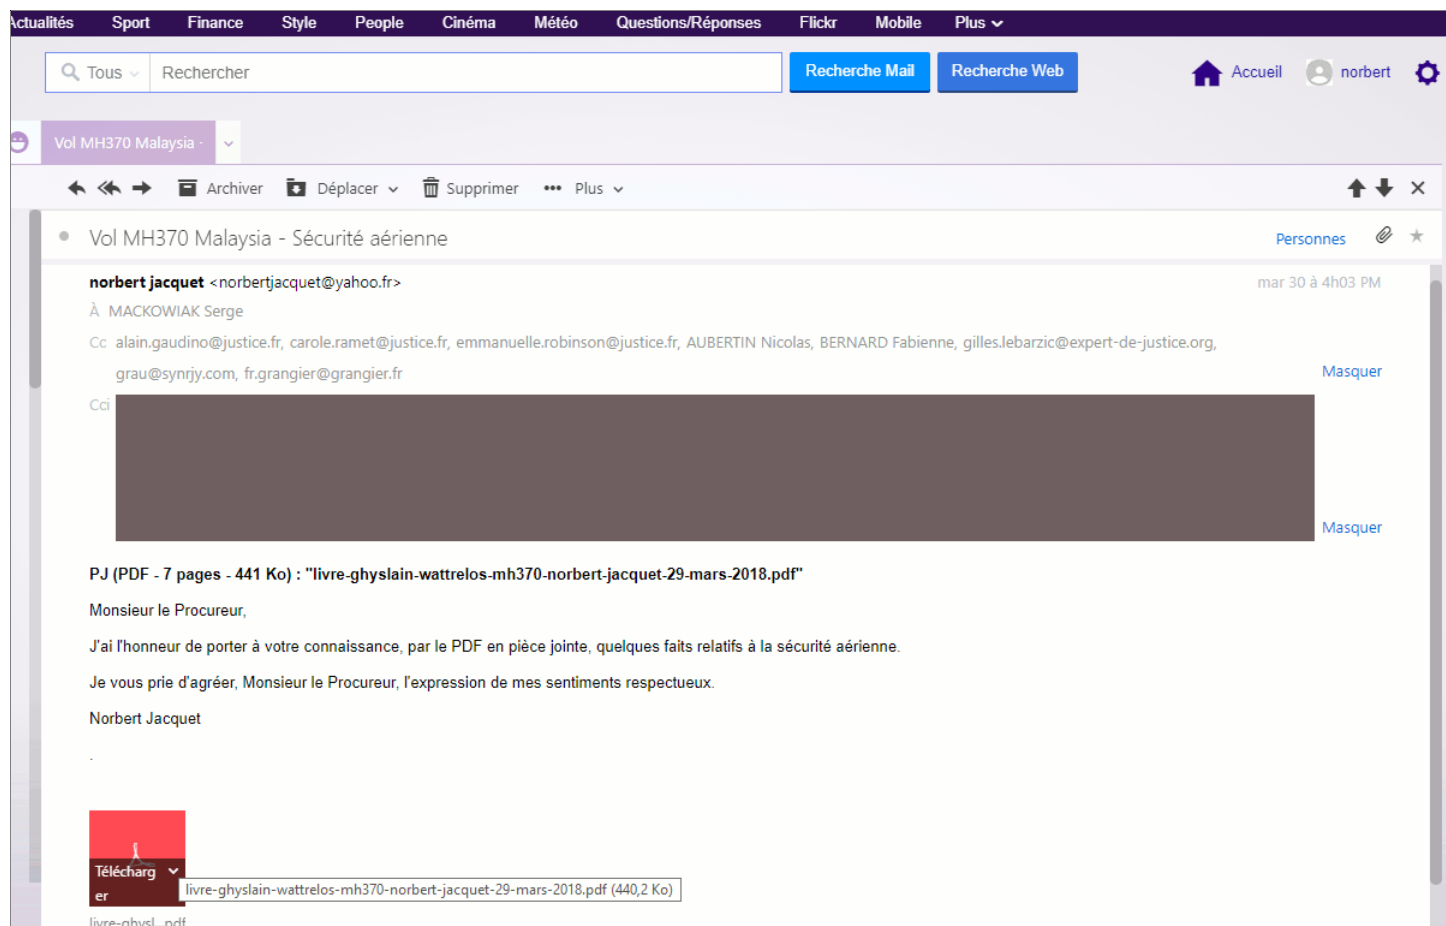 Actualités Sport Finance Style People Cinéma Météo Questions/Réponses Flickr Mobile Plus
Tous Rechercher Recherche Mail Recherche Web Accueil norbert
Vol MH370 Malaysia -
Archiver Déplacer Supprimer ••• Plus
Vol MH370 Malaysia - Sécurité aérienne Personnes
norbert jacquet <norbertjacquet@yahoo.fr> mar 30 à 4h03 PM
À MACKOWIAK Serge
Cc alain.gaudino@justice.fr, carole.ramet@justice.fr, emmanuelle.robinson@justice.fr, AUBERTIN Nicolas, BERNARD Fabienne, gilles.lebarzic@expert-de-justice.org,
grau@synrjy.com, fr.grangier@grangier.fr Masquer
Cci
Masquer
PJ (PDF - 7 pages - 441 Ko) : "livre-ghyslain-wattrelos-mh370-norbert-jacquet-29-mars-2018.pdf"
Monsieur le Procureur,
J'ai l'honneur de porter à votre connaissance, par le PDF en pièce jointe, quelques faits relatifs à la sécurité aérienne.
Je vous prie d'agréer, Monsieur le Procureur, l'expression de mes sentiments respectueux.
Norbert Jacquet
.
Télécharg
er
livre-ghyslain-wattrelos-mh370-norbert-jacquet-29-mars-2018.pdf (440,2 Ko)
livre-ghysl...pdf